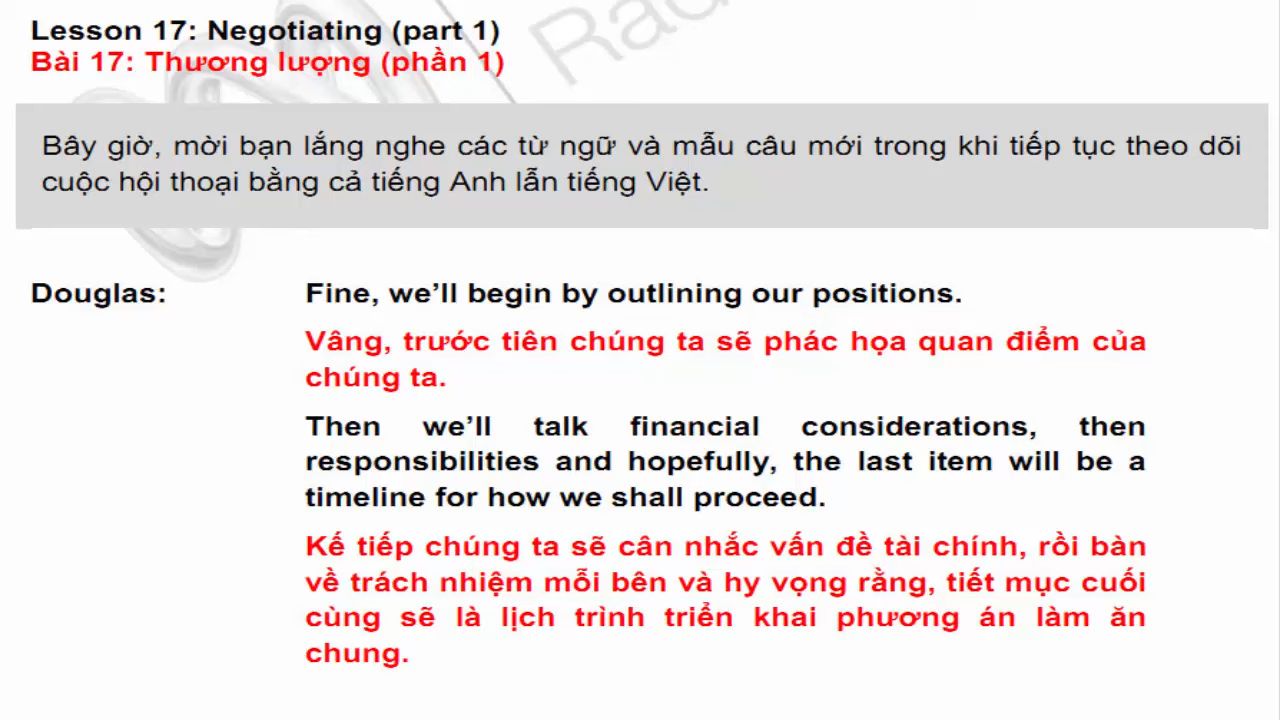 Lesson 17: Negotiating (part 1)
Bài 17: Thương lượng (phần 1)
Bây giờ, mời bạn lắng nghe các từ ngữ và mẫu câu mới trong khi tiếp tục theo dõi
cuộc hội thoại bằng cả tiếng Anh lẫn tiếng Việt.
Douglas: Fine, we’ll begin by outlining our positions.
Vâng, trước tiên chúng ta sẽ phác họa quan điểm của
chúng ta.
Then we’ll talk financial considerations, then
responsibilities and hopefully, the last item will be a
timeline for how we shall proceed.
Kế tiếp chúng ta sẽ cân nhắc vấn đề tài chính, rồi bàn
về trách nhiệm mỗi bên và hy vọng rằng, tiết mục cuối
cùng sẽ là lịch trình triển khai phương án làm ăn
chung.